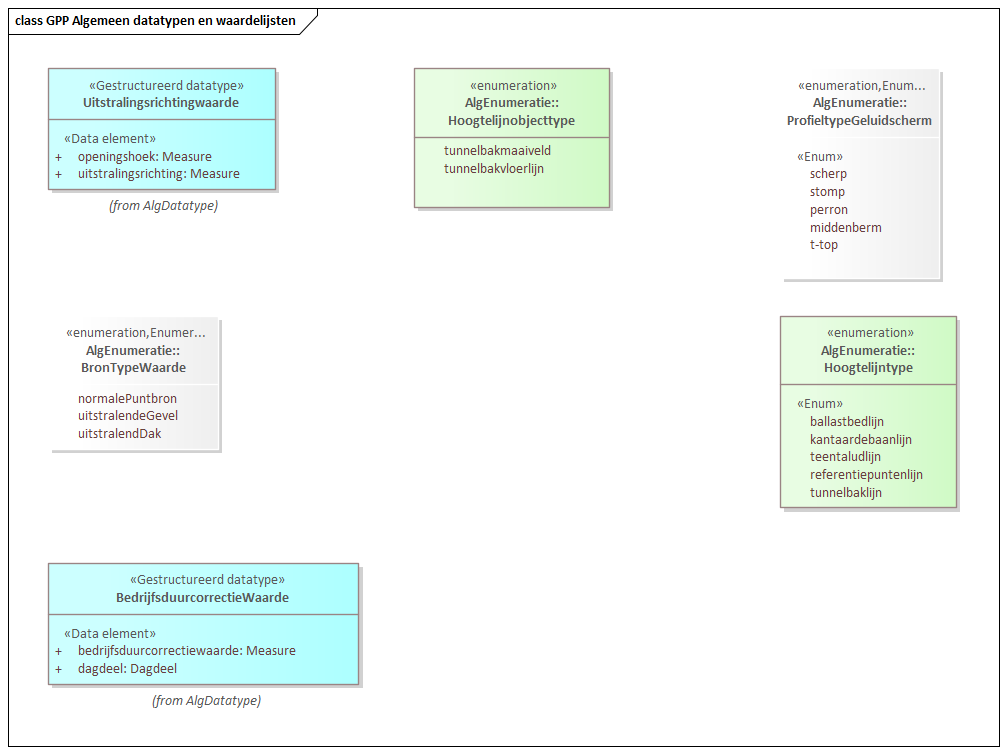 class GPP Algemeen datatypen en waardelijsten
«Gestructureerd datatype»
Uitstralingsrichtingwaarde
«Data element»
+ openingshoek: Measure
+ uitstralingsrichting: Measure
(from AlgDatatype)
«enumeration»
AlgEnumeratie::
Hoogtelijnobjecttype
tunnelbakmaaiveld
tunnelbakvloerlijn
«enumeration,Enum...
AlgEnumeratie::
ProfieltypeGeluidscherm
«Enum»
scherp
stomp
perron
middenberm
t-top
«enumeration,Enumer...
AlgEnumeratie::
BronTypeWaarde
normalePuntbron
uitstralendeGevel
uitstralendDak
«enumeration»
AlgEnumeratie::
Hoogtelijntype
«Enum»
ballastbedlijn
kantaardebaanlijn
teentaludlijn
referentiepuntenlijn
tunnelbaklijn
«Gestructureerd datatype»
BedrijfsduurcorrectieWaarde
«Data element»
+ bedrijfsduurcorrectiewaarde: Measure
+ dagdeel: Dagdeel
(from AlgDatatype)